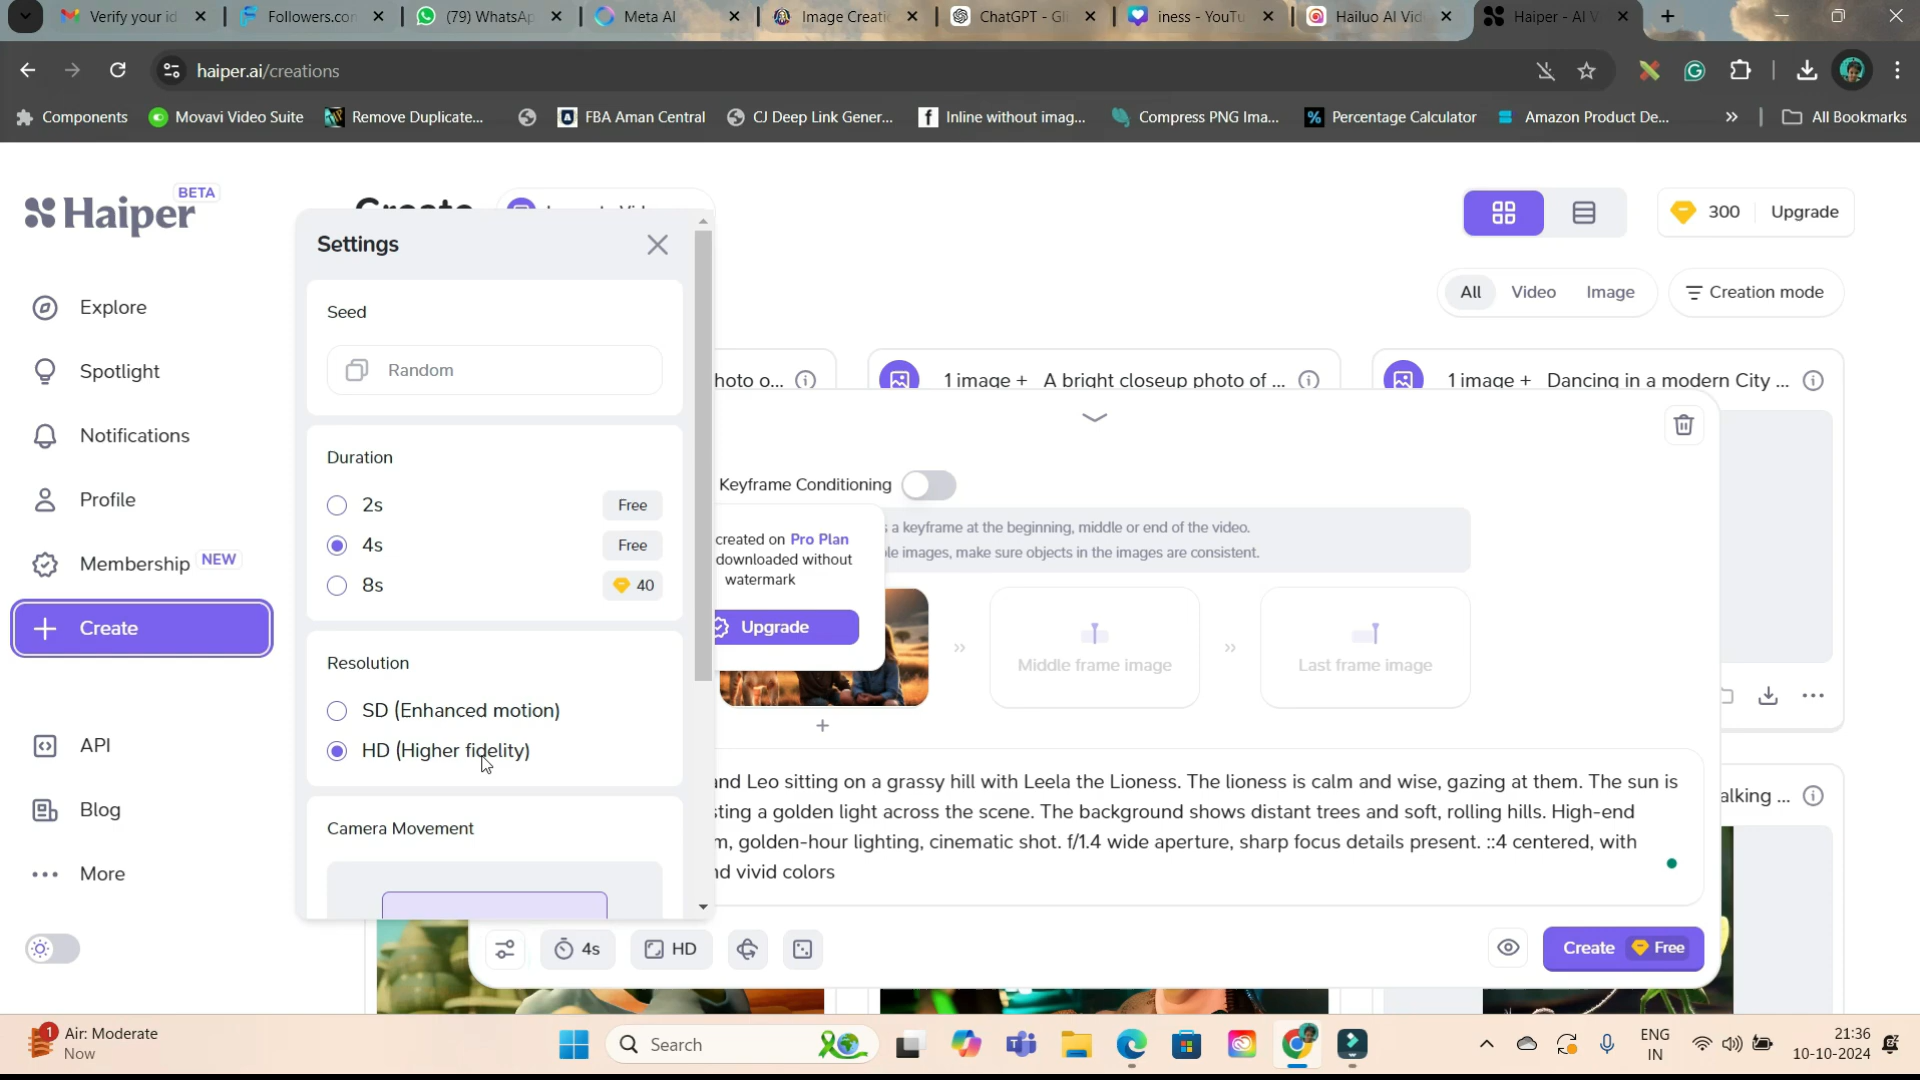 Verify your id
Followers.con
(79) WhatsAp
Meta AI
Image Creati
ChatGPT - Gl
iness - YouTu
Hailuo AI Vid
Haiper - AI V
haiper.ai/creations
Components
Movavi Video Suite
Remove Duplicate...
FBA Aman Central
CJ Deep Link Gener...
Inline without imag...
Compress PNG Ima...
Percentage Calculator
Amazon Product De...
»
All Bookmarks
Haiper
BETA
Explore
Spotlight
Notifications
Profile
Membership NEW
Create
API
Blog
More
Create
300
Upgrade
All
Video
Image
Creation mode
Settings
Seed
Random
Duration
2s
Free
4s
Free
8s
40
Resolution
SD (Enhanced motion)
HD (Higher fidelity)
Camera Movement
hoto o...
1 image + A bright closeup photo of ...
1 image + Dancing in a modern City ...
Keyframe Conditioning
a keyframe at the beginning, middle or end of the video.
le images, make sure objects in the images are consistent.
created on Pro Plan
downloaded without
watermark
Upgrade
Middle frame image
Last frame image
and Leo sitting on a grassy hill with Leela the Lioness. The lioness is calm and wise, gazing at them. The sun is
sting a golden light across the scene. The background shows distant trees and soft, rolling hills. High-end
m, golden-hour lighting, cinematic shot. f/1.4 wide aperture, sharp focus details present. ::4 centered, with
nd vivid colors
alking ...
4s
HD
Create Free
1
Air: Moderate
Now
Search
ENG
IN
21:36
10-10-2024